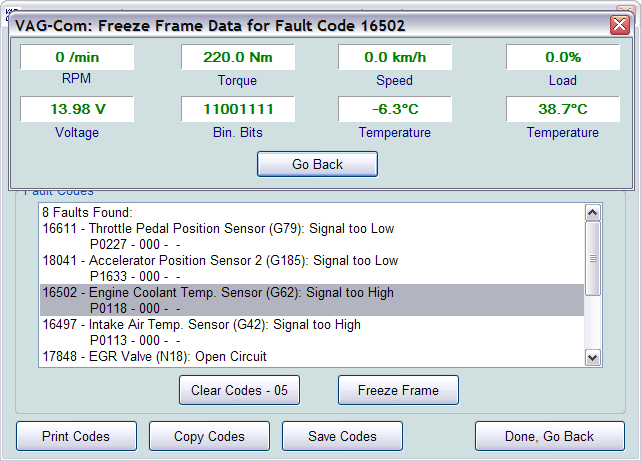 VAG-Com: Freeze Frame Data for Fault Code 16502
0 /min 220.0 Nm 0.0 km/h 0.0%
RPM Torque Speed Load
13.98 V 11001111 -6.3°C 38.7°C
Voltage Bin. Bits Temperature Temperature
Go Back
Fault Codes
8 Faults Found:
16611 - Throttle Pedal Position Sensor (G79): Signal too Low
P0227 - 000 - -
18041 - Accelerator Position Sensor 2 (G185): Signal too Low
P1633 - 000 - -
16502 - Engine Coolant Temp. Sensor (G62): Signal too High
P0118 - 000 - -
16497 - Intake Air Temp. Sensor (G42): Signal too High
P0113 - 000 - -
17848 - EGR Valve (N18): Open Circuit
Clear Codes - 05 Freeze Frame
Print Codes Copy Codes Save Codes Done, Go Back